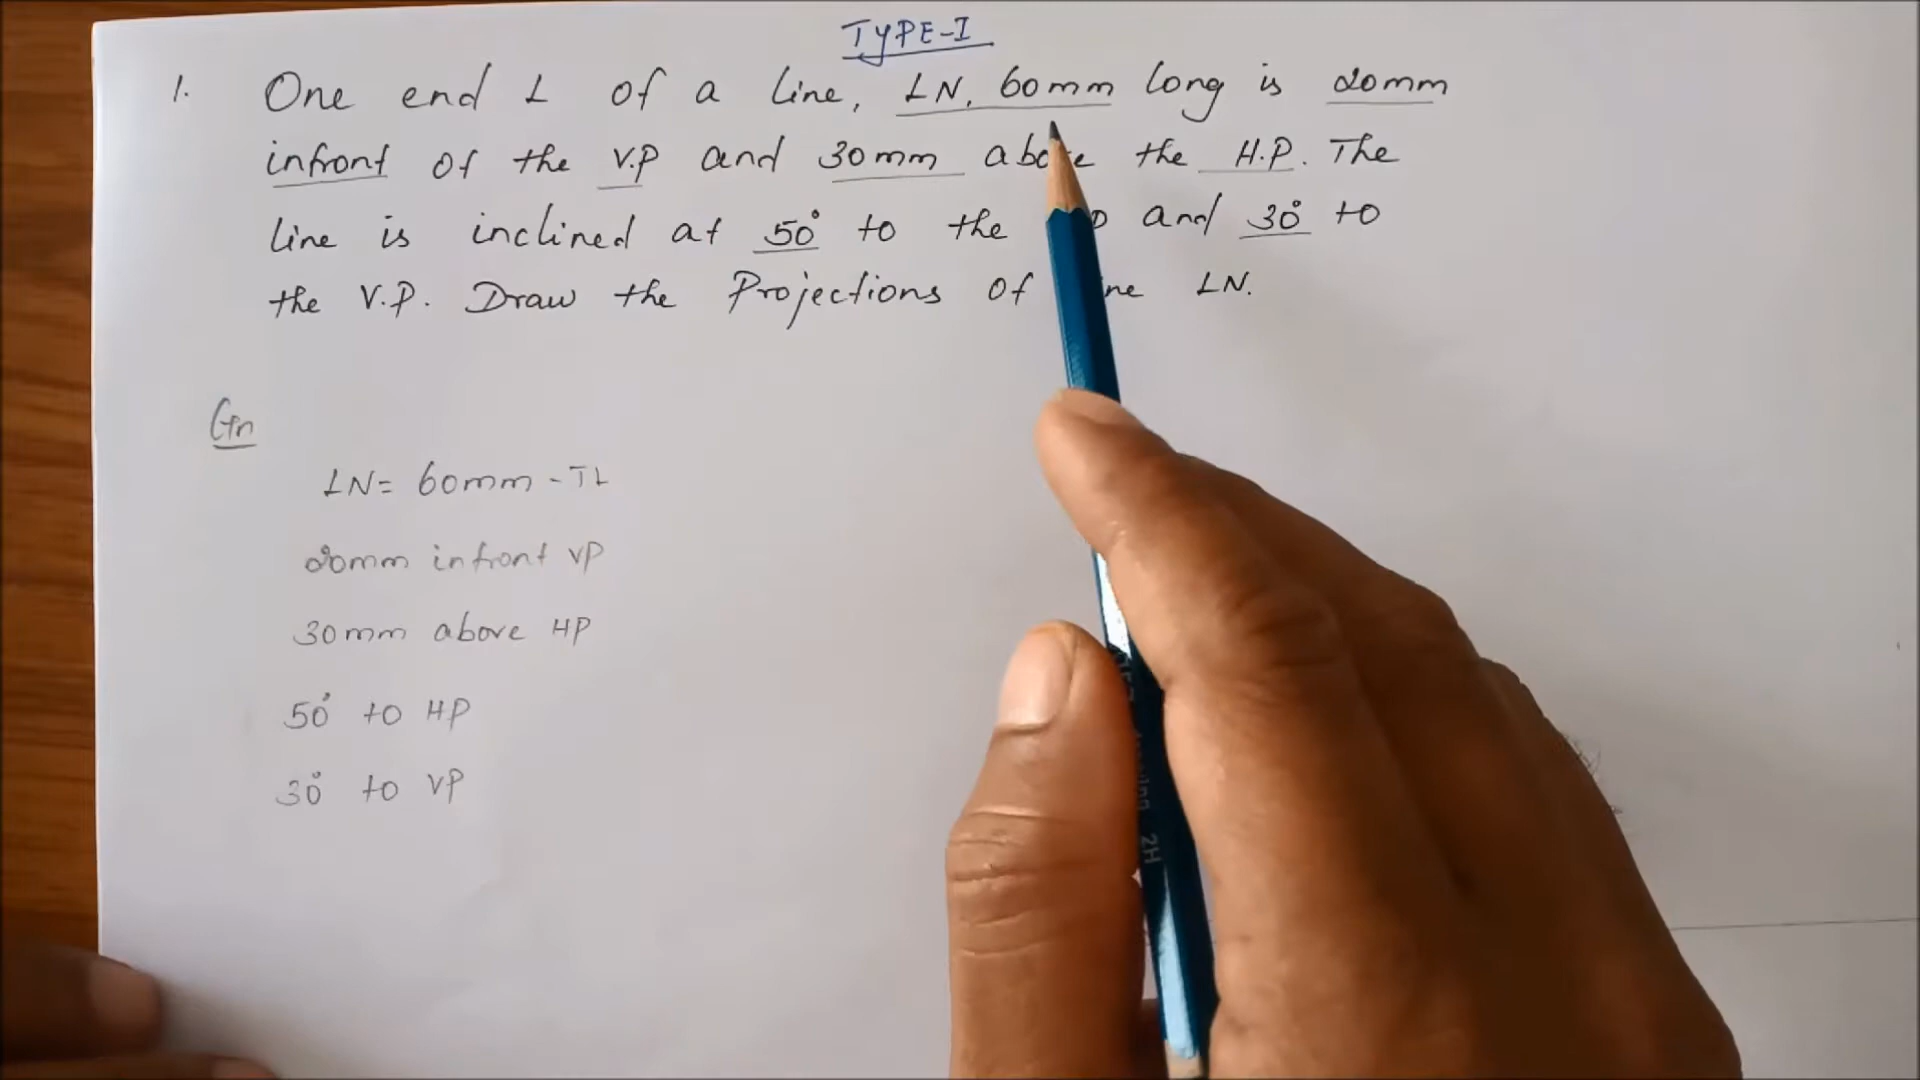 TYPE-I
1. One end L of a line, LN, 60mm long is 20mm
infront of the V.P and 30mm above the H.P. The
line is inclined at 50° to the and 30° to
the V.P. Draw the Projections of LN.
Gn
LN= 60mm - TL
20mm infront VP
30mm above HP
50° to HP
30° to VP
2H